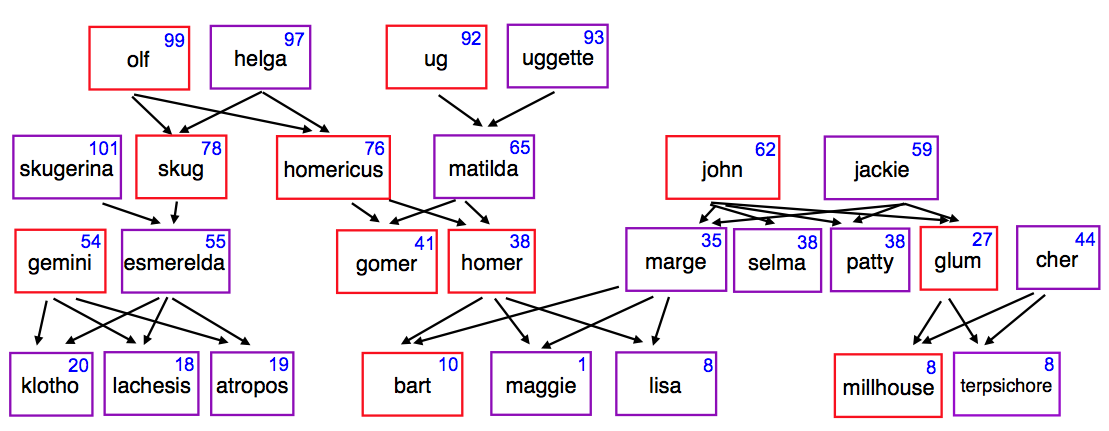 99
olf
97
helga
92
ug
93
uggette
101
skugerina
78
skug
76
homericus
65
matilda
62
john
59
jackie
54
gemini
55
esmerelda
41
gomer
38
homer
35
marge
38
selma
38
patty
27
glum
44
cher
20
klotho
18
lachesis
19
atropos
10
bart
1
maggie
8
lisa
8
millhouse
8
terpsichore